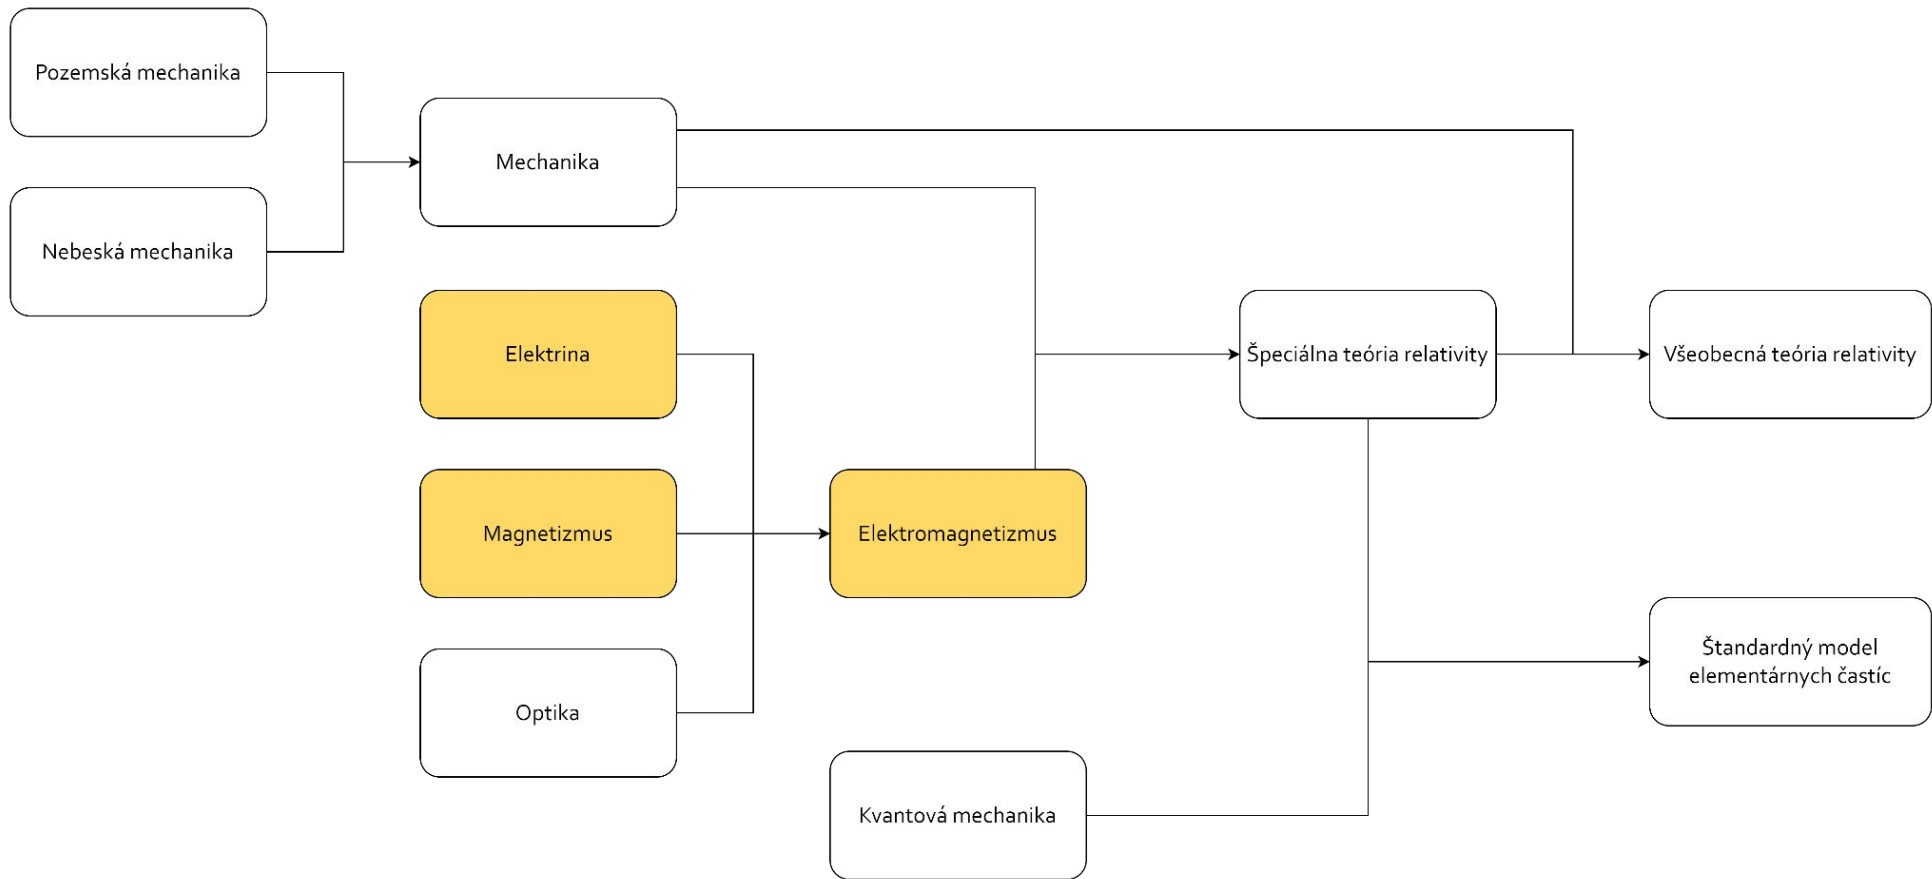 Pozemská mechanika
Mechanika
Nebeská mechanika
Elektrina
Špeciálna teória relativity
Všeobecná teória relativity
Magnetizmus
Elektromagnetizmus
Štandardný model
elementárnych častíc
Optika
Kvantová mechanika